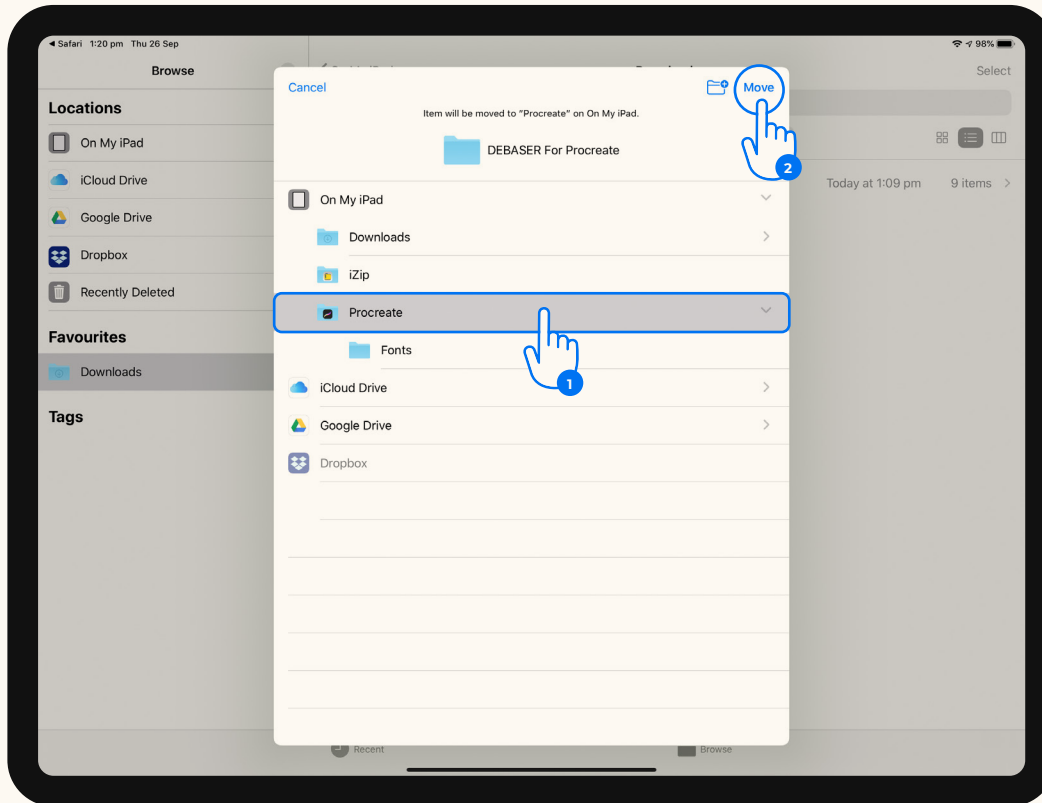 Safari 1:20 pm Thu 26 Sep
98%
Browse
Select
Locations
On My iPad
iCloud Drive
Google Drive
Dropbox
Recently Deleted
Favourites
Downloads
Tags
Cancel
Move
2
Item will be moved to "Procreate" on On My iPad.
DEBASER For Procreate
On My iPad
Downloads
iZip
Procreate
1
Fonts
iCloud Drive
Google Drive
Dropbox
Today at 1:09 pm 9 items
Recent
Browse